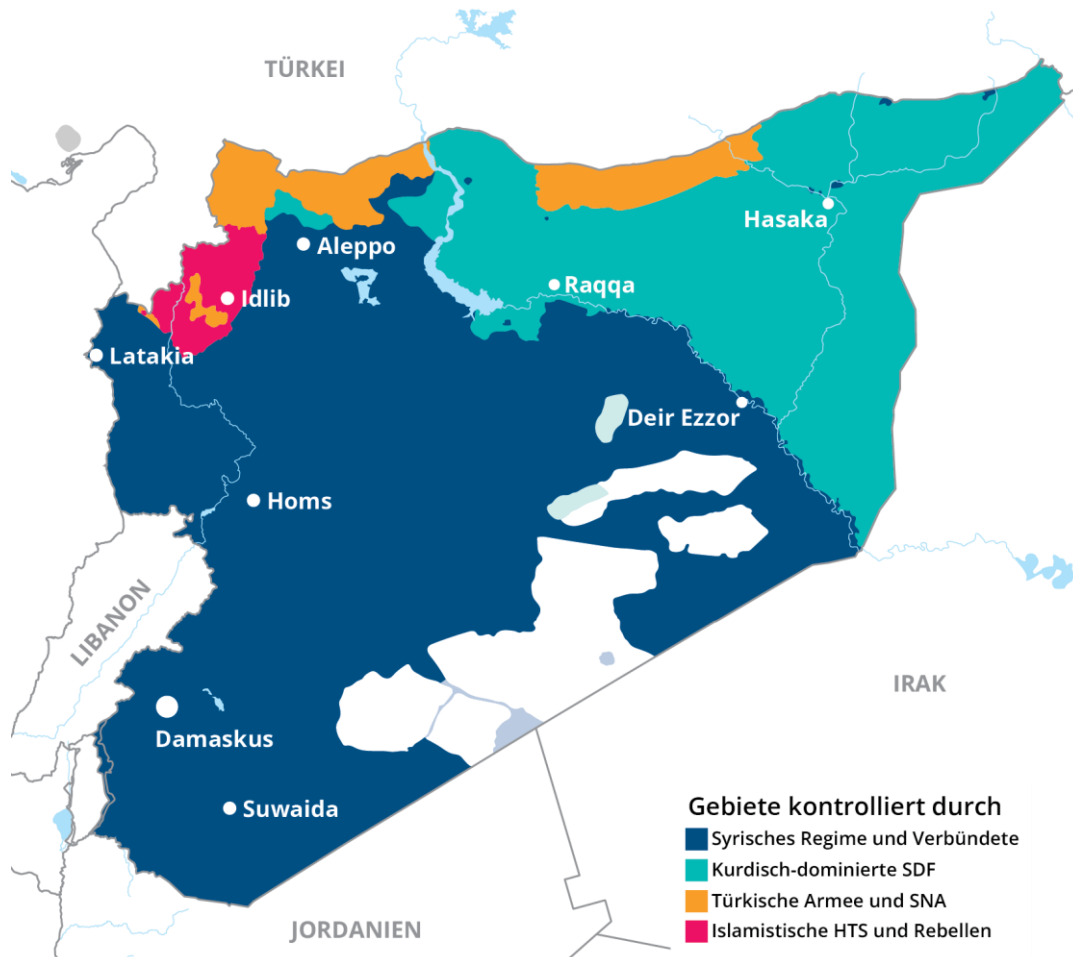 TÜRKEI
Hasaka
Aleppo
Raqqa
Idlib
Latakia
Deir Ezzor
Homs
LIBANON
IRAK
Damaskus
Suwaida
JORDANIEN
Gebiete kontrolliert durch
Syrisches Regime und Verbündete
Kurdisch-dominierte SDF
Türkische Armee und SNA
Islamistische HTS und Rebellen